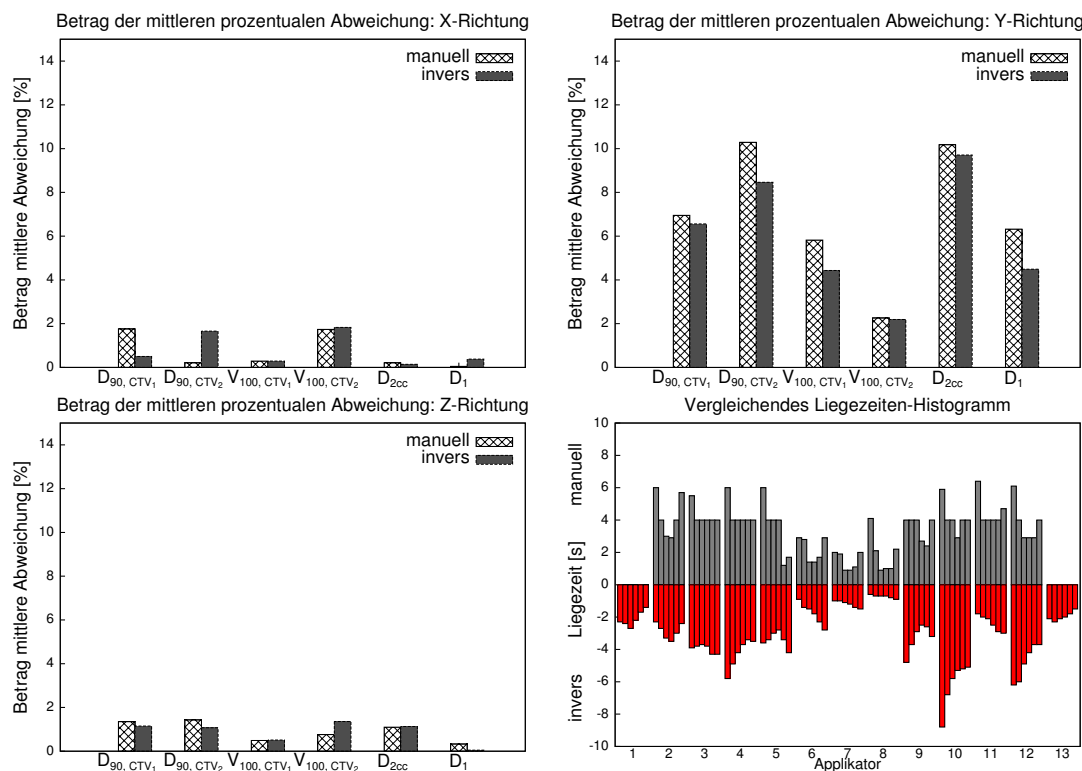 Betrag der mittleren prozentualen Abweichung: X-Richtung
Betrag mittlere Abweichung [%]
14
12
10
8
6
4
2
0
manuell
invers
D90, CTV1 D90, CTV2 V100, CTV1 V100, CTV2 D2cc D1
Betrag der mittleren prozentualen Abweichung: Y-Richtung
Betrag mittlere Abweichung [%]
14
12
10
8
6
4
2
0
manuell
invers
D90, CTV1 D90, CTV2 V100, CTV1 V100, CTV2 D2cc D1
Betrag der mittleren prozentualen Abweichung: Z-Richtung
Betrag mittlere Abweichung [%]
14
12
10
8
6
4
2
0
manuell
invers
D90, CTV1 D90, CTV2 V100, CTV1 V100, CTV2 D2cc D1
Vergleichendes Liegezeiten-Histogramm
invers Liegezeit [s] manuell
10
8
6
4
2
0
-2
-4
-6
-8
-10
1 2 3 4 5 6 7 8 9 10 11 12 13
Applikator